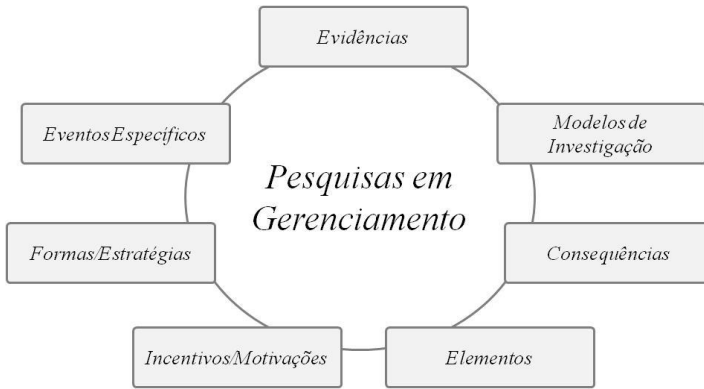 Evidências
Eventos Específicos
Modelos de
Investigação
Pesquisas em
Gerenciamento
Formas/Estratégias
Consequências
Incentivos/Motivações
Elementos